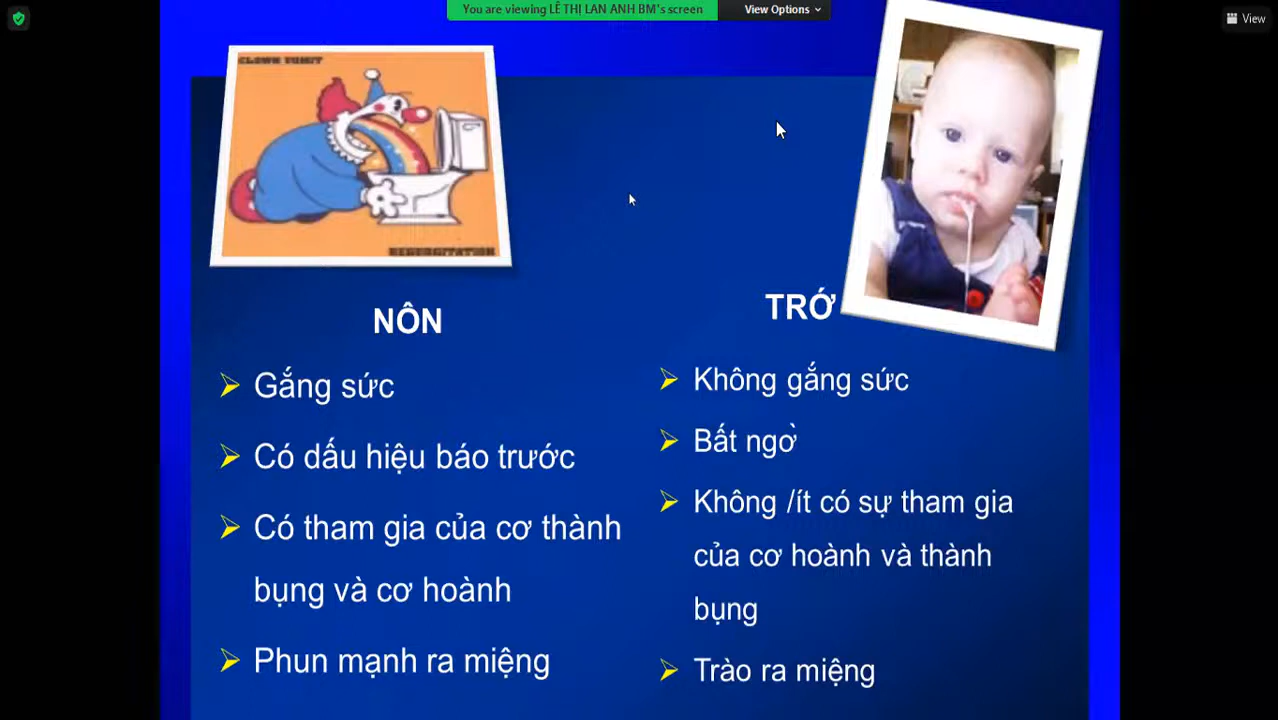 You are viewing LÊ THỊ LAN ANH BM's screen
View Options
View
CLOWN VOMIT
REGURGITATION
NÔN
Gắng sức
Có dấu hiệu báo trước
Có tham gia của cơ thành
bụng và cơ hoành
Phun mạnh ra miệng
TRỚ
Không gắng sức
Bất ngờ
Không /ít có sự tham gia
của cơ hoành và thành
bụng
Trào ra miệng